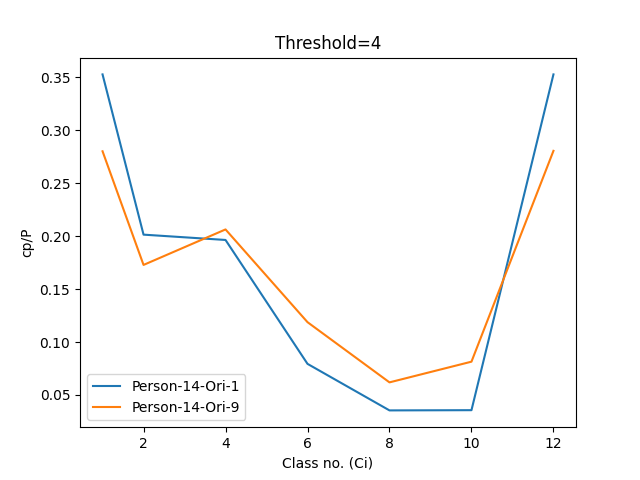 Threshold=4
cp/P
0.35
0.30
0.25
0.20
0.15
0.10
0.05
Person-14-Ori-1
Person-14-Ori-9
2 4 6 8 10 12
Class no. (Ci)